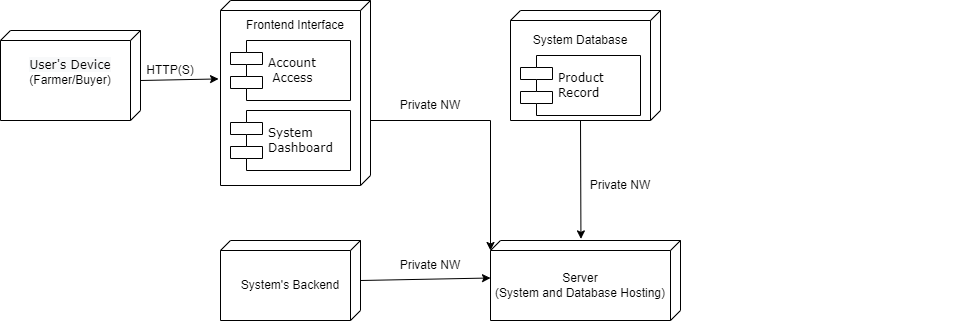 User's Device
(Farmer/Buyer)
HTTP(S)
Frontend Interface
Account
Access
System
Dashboard
Private NW
System Database
Product
Record
Private NW
System's Backend
Private NW
Server
(System and Database Hosting)